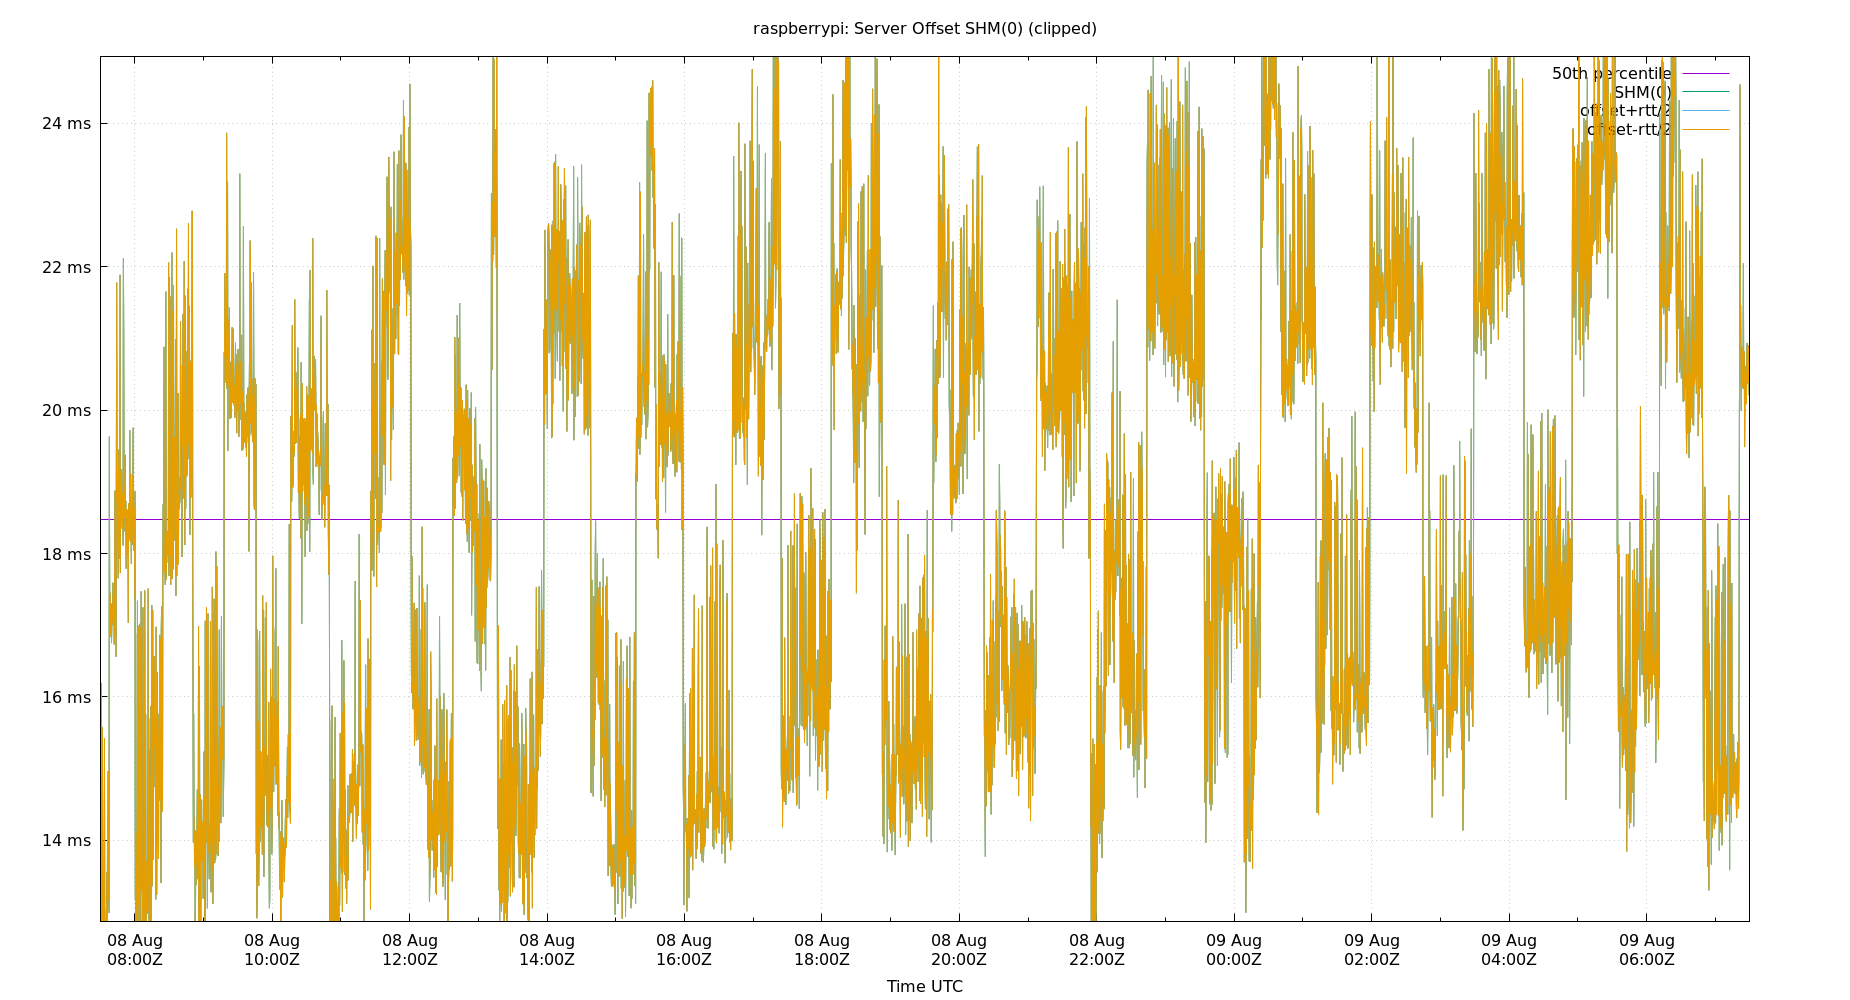 raspberrypi: Server Offset SHM(0) (clipped)
50th percentile
SHM(0)
offset+rtt/2
offset-rtt/2
24 ms
22 ms
20 ms
18 ms
16 ms
14 ms
08 Aug 08 Aug 08 Aug 08 Aug 08 Aug 08 Aug 08 Aug 08 Aug 09 Aug 09 Aug 09 Aug 09 Aug
08:00Z 10:00Z 12:00Z 14:00Z 16:00Z 18:00Z 20:00Z 22:00Z 00:00Z 02:00Z 04:00Z 06:00Z
Time UTC